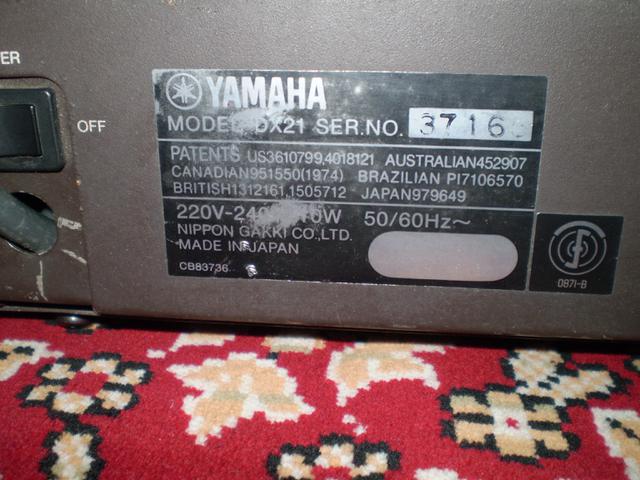 ER
OFF
YAMAHA
MODEL DX21 SER.NO. 3716
PATENTS US3610799,4018121 AUSTRALIAN452907
CANADIAN951550(1974) BRAZILIAN PI7106570
BRITISH1312161,1505712 JAPAN979649
220V-240V 10W 50/60Hz~
NIPPON GAKKI CO.,LTD.
MADE IN JAPAN
CB83736
0871-B